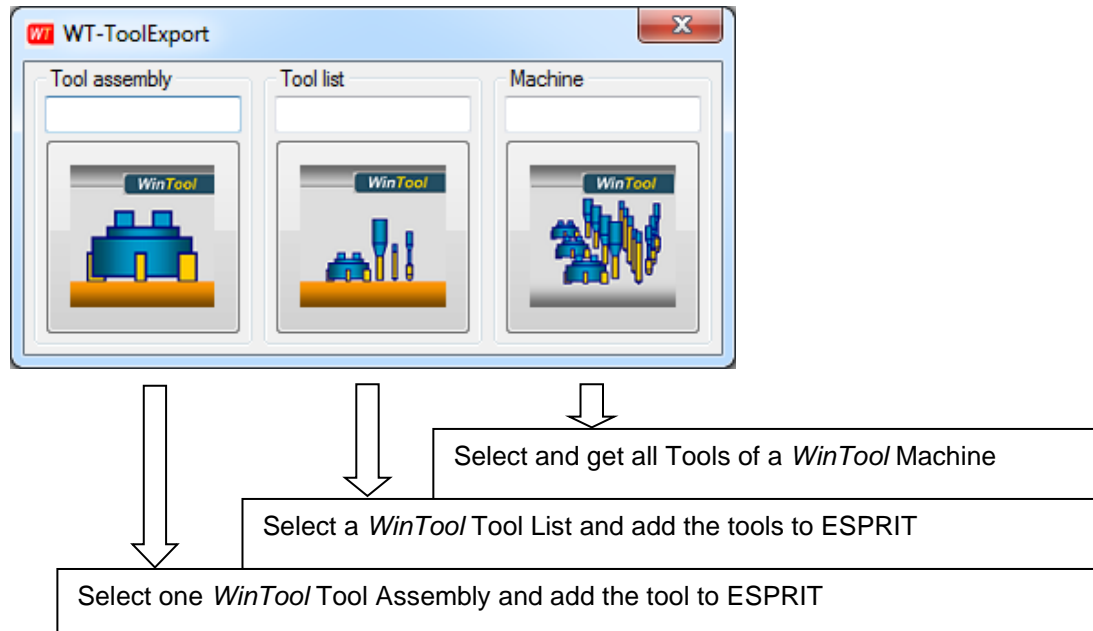 WT WT-ToolExport
Tool assembly Tool list Machine
WinTool WinTool WinTool
Select and get all Tools of a WinTool Machine
Select a WinTool Tool List and add the tools to ESPRIT
Select one WinTool Tool Assembly and add the tool to ESPRIT